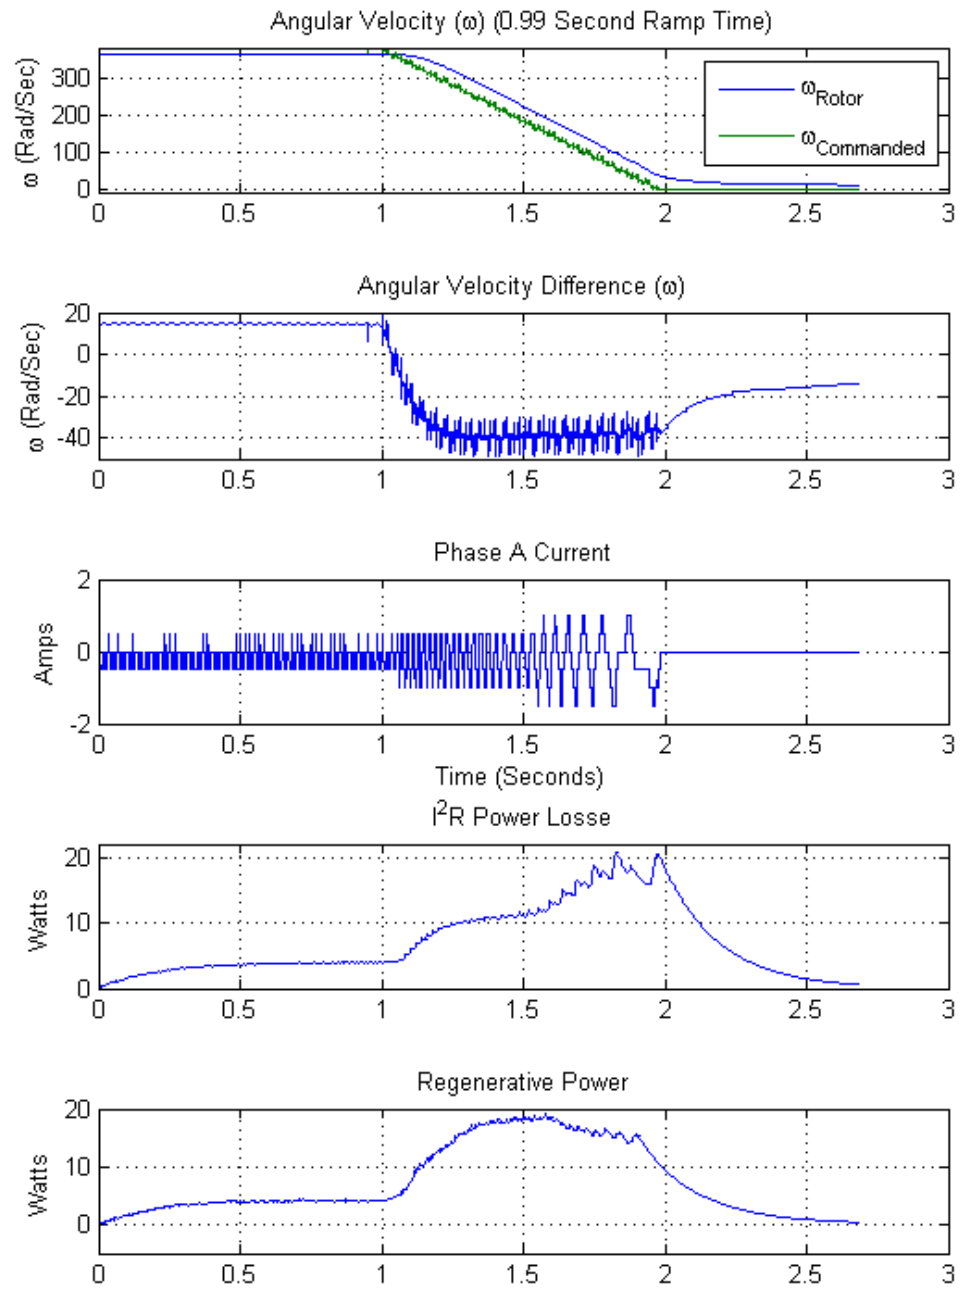 Angular Velocity (ω) (0.99 Second Ramp Time)
ω (Rad/Sec)
300
200
100
0
ω_Rotor
ω_Commanded
0 0.5 1 1.5 2 2.5 3
Angular Velocity Difference (ω)
ω (Rad/Sec)
20
0
-20
-40
0 0.5 1 1.5 2 2.5 3
Phase A Current
Amps
2
0
-2
0 0.5 1 1.5 2 2.5 3
Time (Seconds)
I²R Power Losse
Watts
20
10
0
0 0.5 1 1.5 2 2.5 3
Regenerative Power
Watts
20
10
0
0 0.5 1 1.5 2 2.5 3